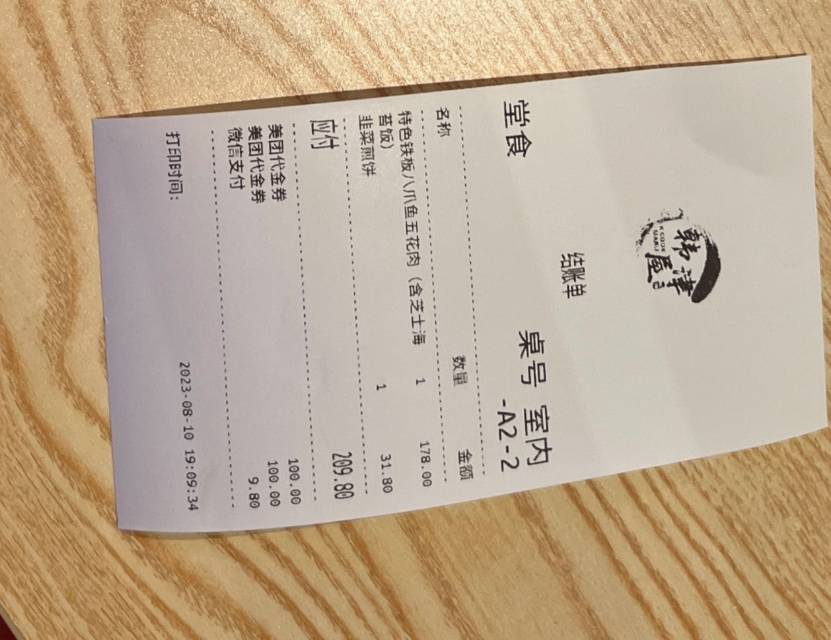 韩津屋
结账单
堂食 桌号 室内
-A2-2
名称 数量 金额
特色铁板八爪鱼五花肉（含芝士海 1 178.00
苔饭）
韭菜煎饼 1 31.80
应付 209.80
美团代金券 100.00
美团代金券 100.00
微信支付 9.80
打印时间: 2023-08-10 19:09:34